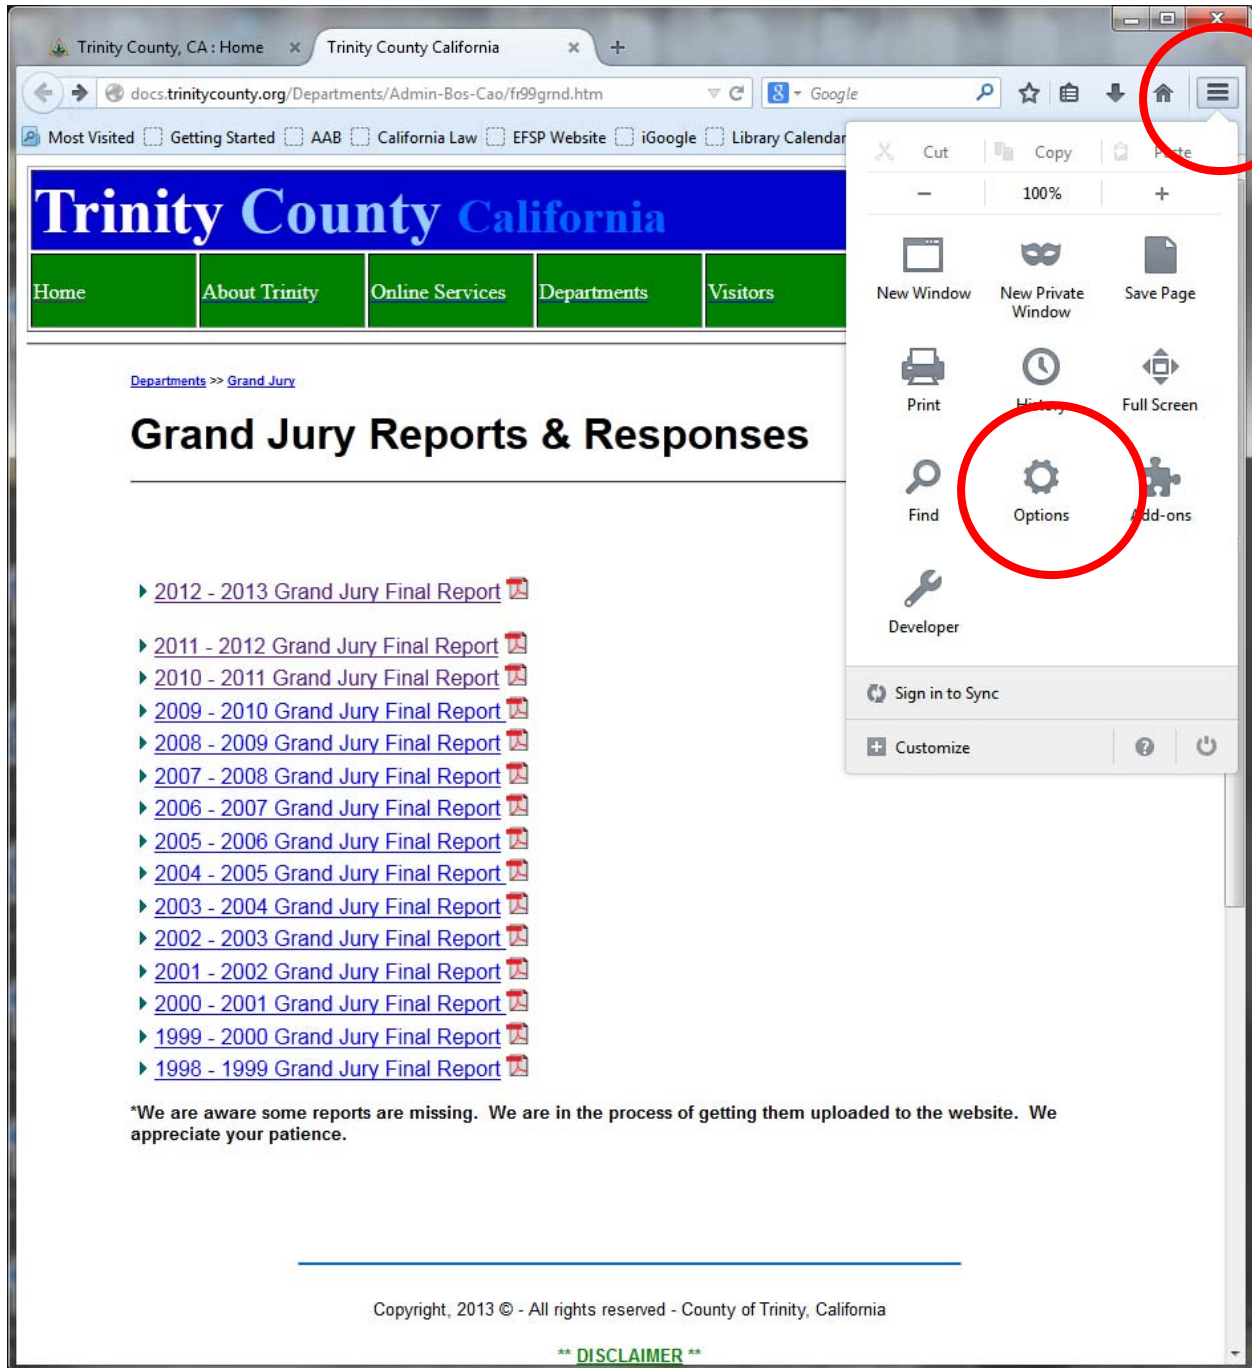 Trinity County, CA : Home
Trinity County California
docs.trinitycounty.org/Departments/Admin-Bos-Cao/fr99grnd.htm
Google
Most Visited Getting Started AAB California Law EFSP Website iGoogle Library Calendar
Cut Copy Paste
− 100% +
Trinity County California
Home About Trinity Online Services Departments Visitors
New Window New Private Window Save Page
Print History Full Screen
Find Options Add-ons
Developer
Sign in to Sync
Customize
Departments >> Grand Jury
Grand Jury Reports & Responses
2012 - 2013 Grand Jury Final Report
2011 - 2012 Grand Jury Final Report
2010 - 2011 Grand Jury Final Report
2009 - 2010 Grand Jury Final Report
2008 - 2009 Grand Jury Final Report
2007 - 2008 Grand Jury Final Report
2006 - 2007 Grand Jury Final Report
2005 - 2006 Grand Jury Final Report
2004 - 2005 Grand Jury Final Report
2003 - 2004 Grand Jury Final Report
2002 - 2003 Grand Jury Final Report
2001 - 2002 Grand Jury Final Report
2000 - 2001 Grand Jury Final Report
1999 - 2000 Grand Jury Final Report
1998 - 1999 Grand Jury Final Report
*We are aware some reports are missing. We are in the process of getting them uploaded to the website. We
appreciate your patience.
Copyright, 2013 © - All rights reserved - County of Trinity, California
** DISCLAIMER **